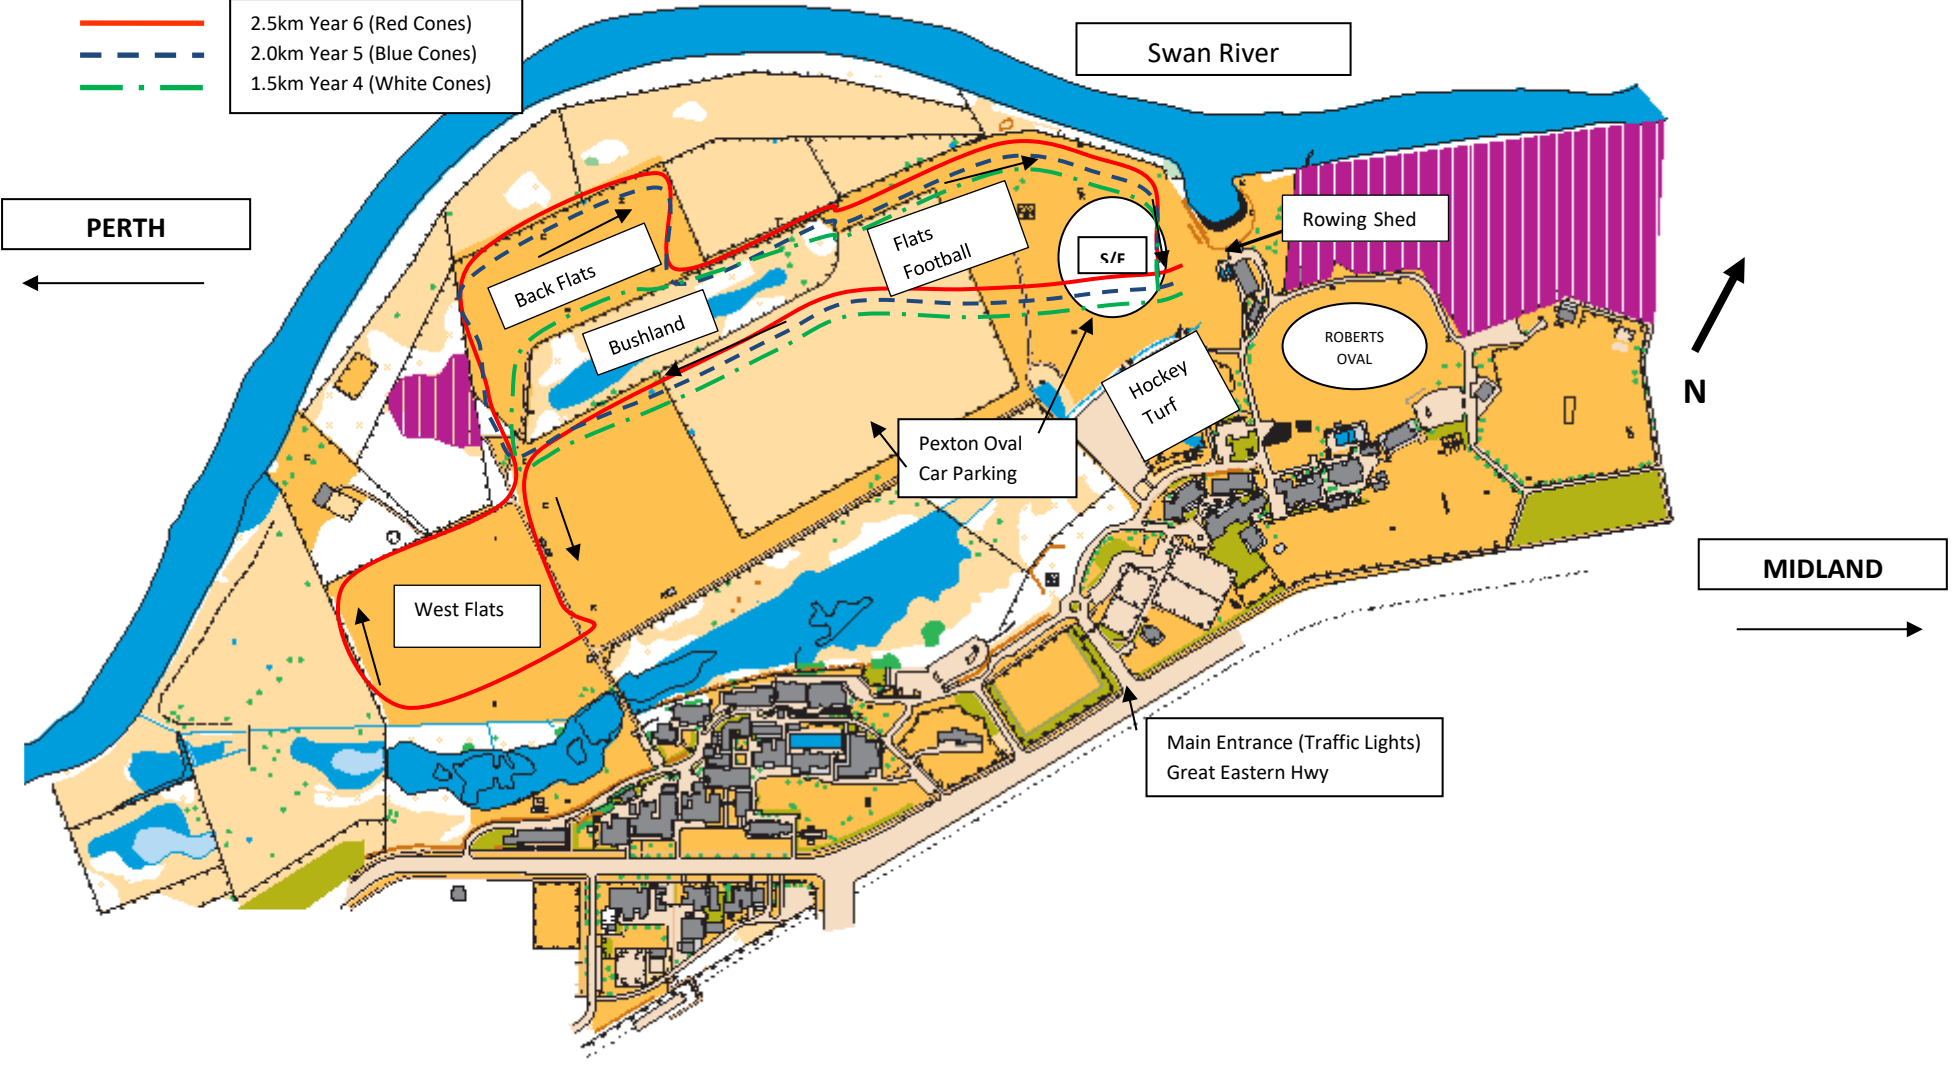 2.5km Year 6 (Red Cones)
2.0km Year 5 (Blue Cones)
1.5km Year 4 (White Cones)
Swan River
PERTH
Rowing Shed
Flats
Football
S/F
Back Flats
Bushland
ROBERTS
OVAL
Hockey
Turf
N
Pexton Oval
Car Parking
MIDLAND
West Flats
Main Entrance (Traffic Lights)
Great Eastern Hwy